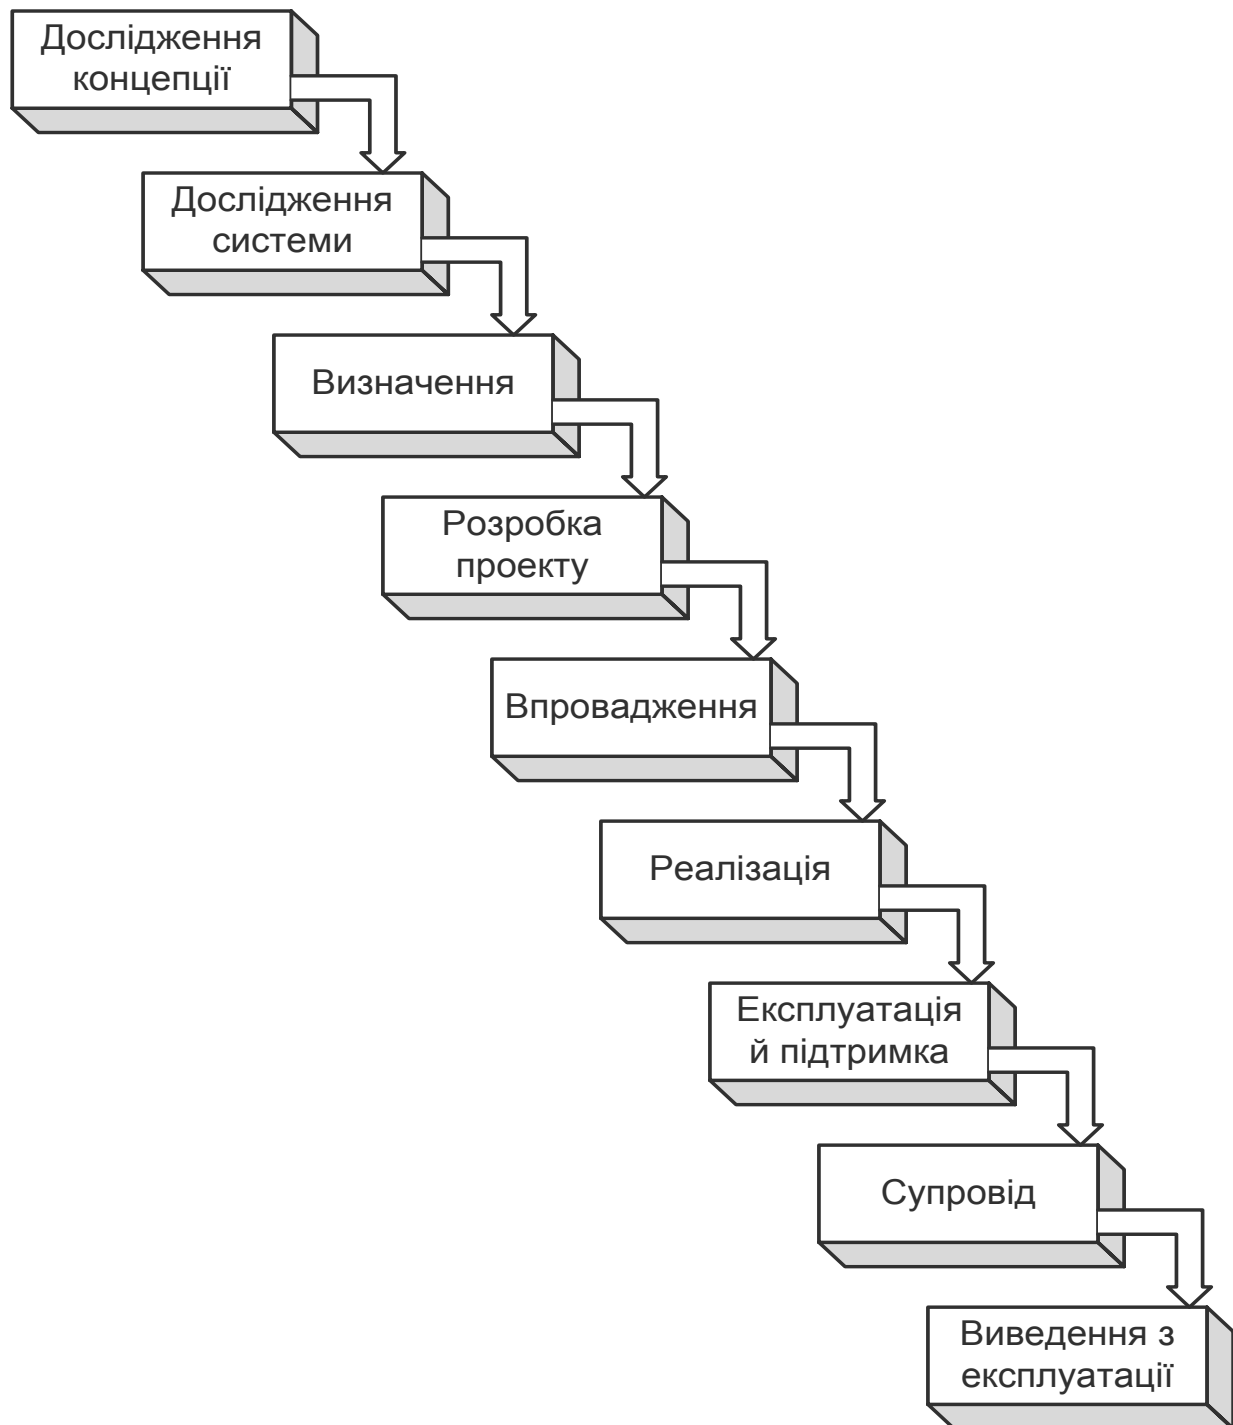 Дослідження
концепції
Дослідження
системи
Визначення
Розробка
проекту
Впровадження
Реалізація
Експлуатація
й підтримка
Супровід
Виведення з
експлуатації